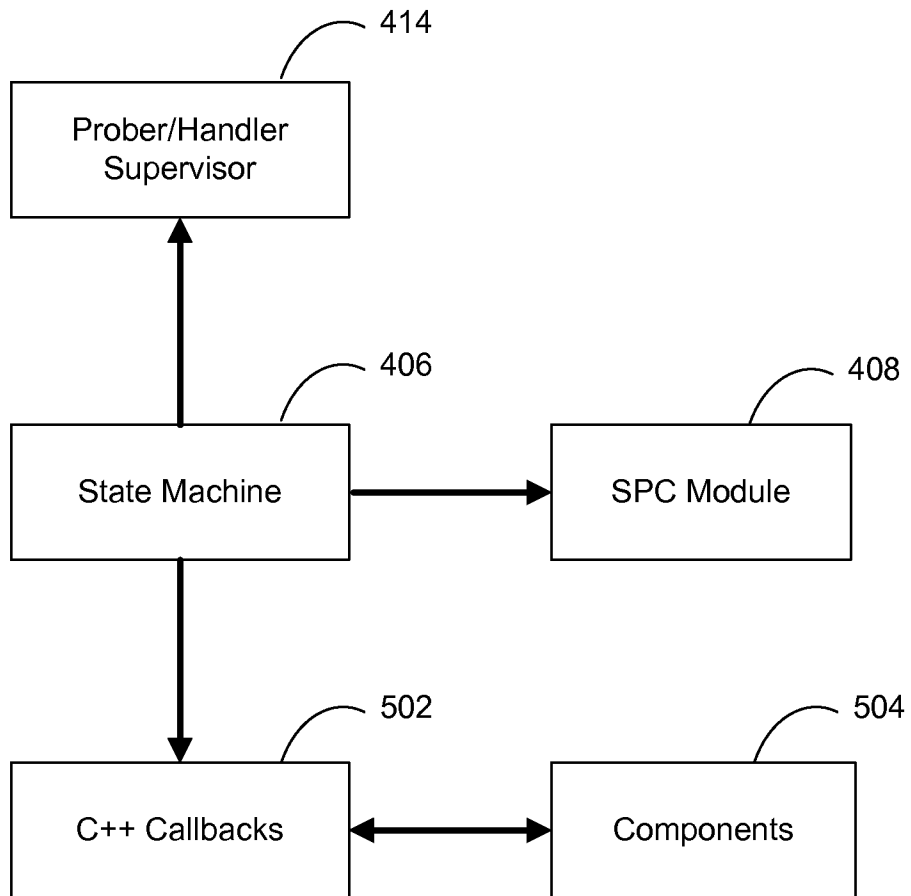 414
Prober/Handler
Supervisor
406
408
State Machine
SPC Module
502
504
C++ Callbacks
Components